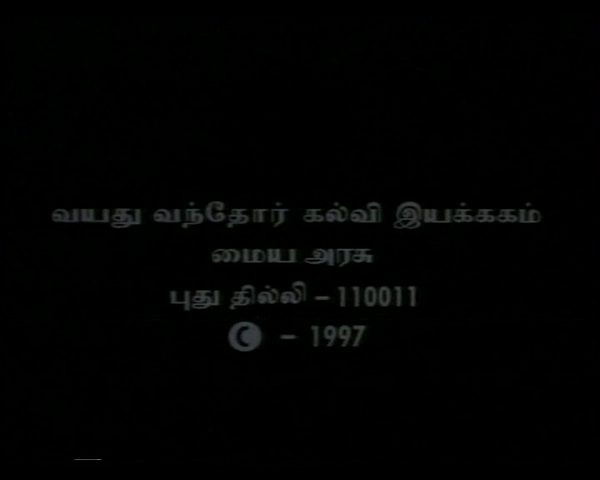 வயது வந்தோர் கல்வி இயக்ககம்
மைய அரசு
புது தில்லி – 110011
© – 1997